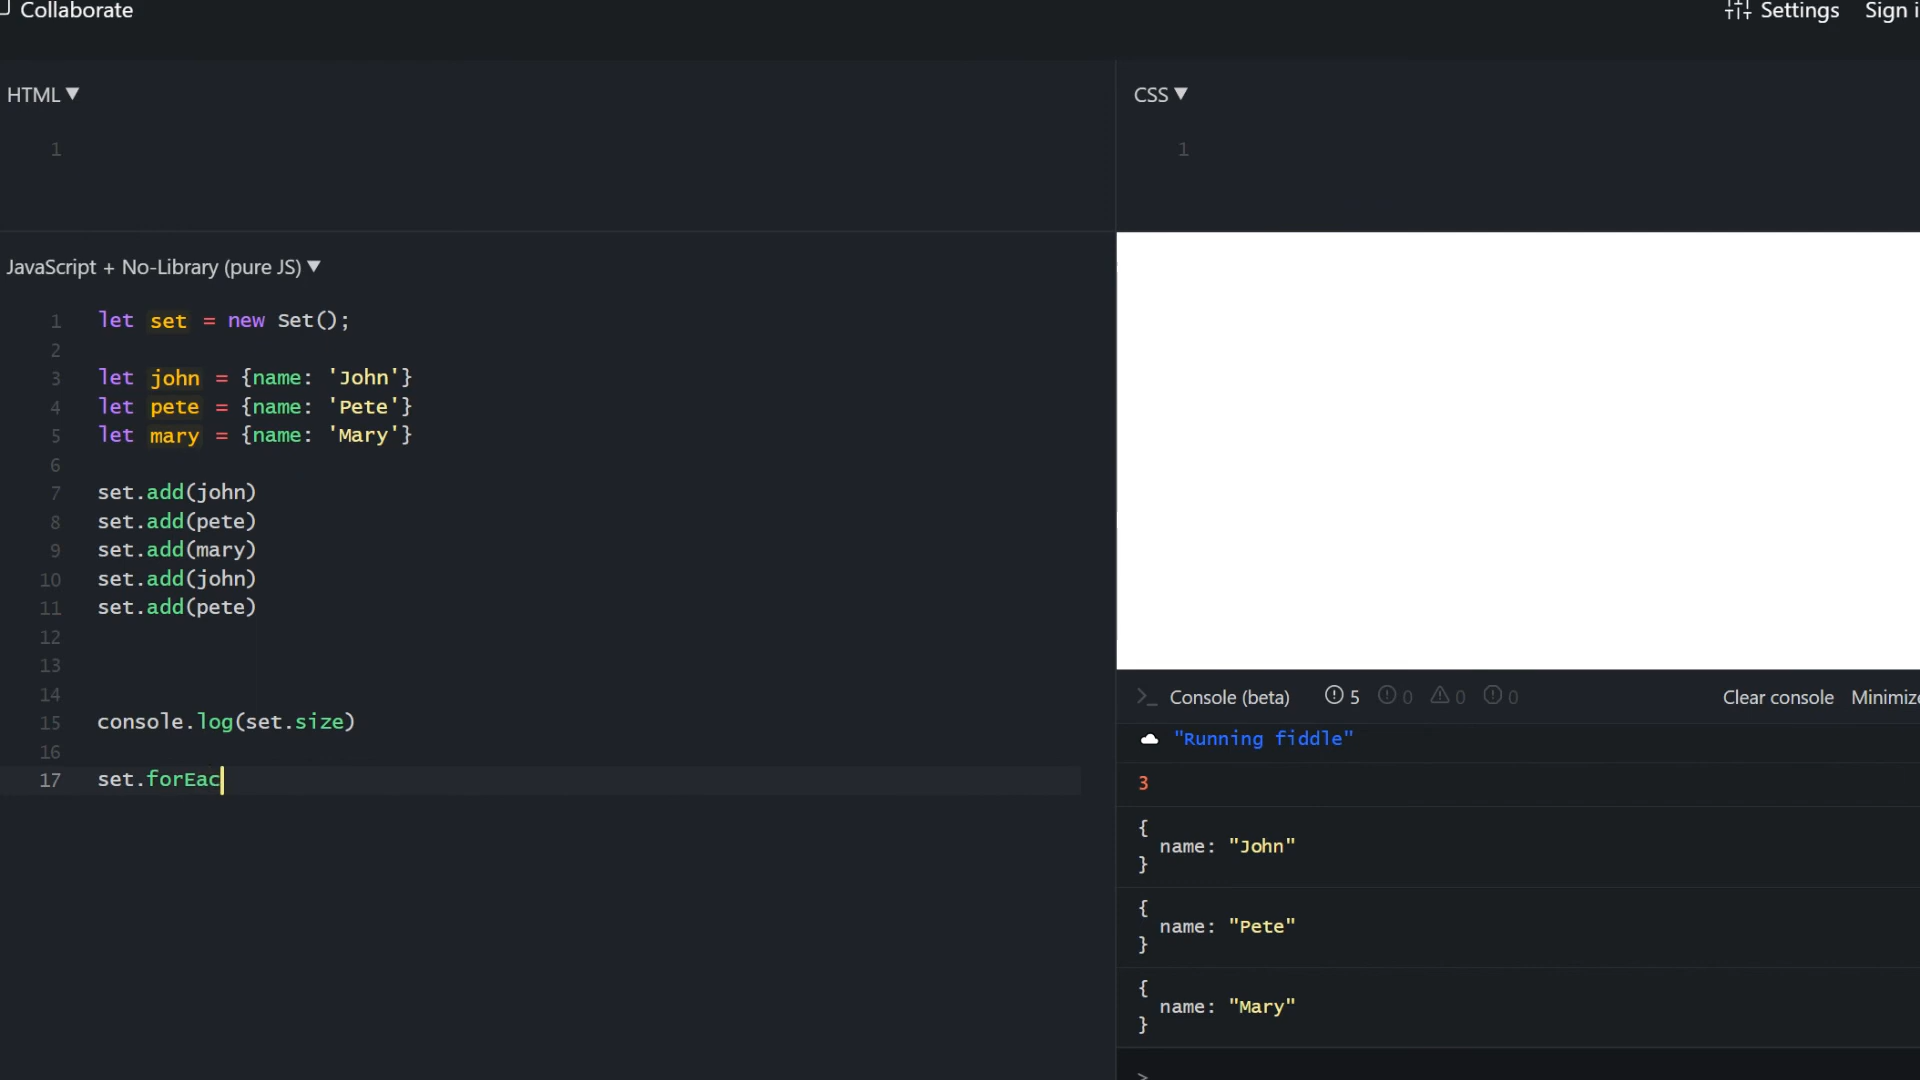 Collaborate
Settings
Sign i
HTML ▼
1
CSS ▼
1
JavaScript + No-Library (pure JS) ▼
1 let set = new Set();
2
3 let john = {name: 'John'}
4 let pete = {name: 'Pete'}
5 let mary = {name: 'Mary'}
6
7 set.add(john)
8 set.add(pete)
9 set.add(mary)
10 set.add(john)
11 set.add(pete)
12
13
14
15 console.log(set.size)
16
17 set.forEac
>_ Console (beta) 5 0 0 0 Clear console Minimize
"Running fiddle"
3
{
name: "John"
}
{
name: "Pete"
}
{
name: "Mary"
}
>